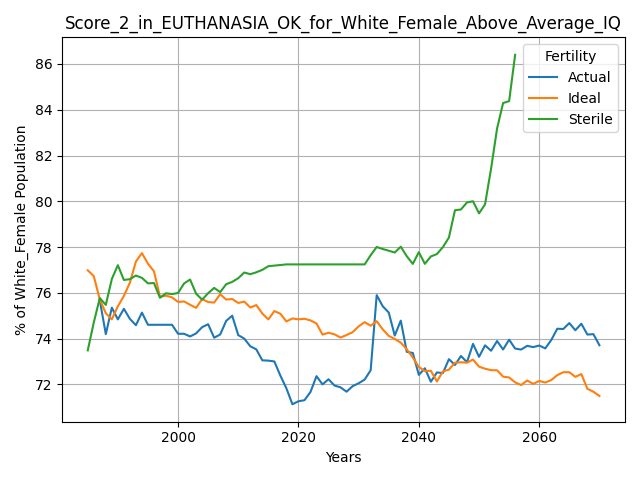 Score_2_in_EUTHANASIA_OK_for_White_Female_Above_Average_IQ
% of White_Female Population
86
84
82
80
78
76
74
72
Fertility
Actual
Ideal
Sterile
2000
2020
2040
2060
Years